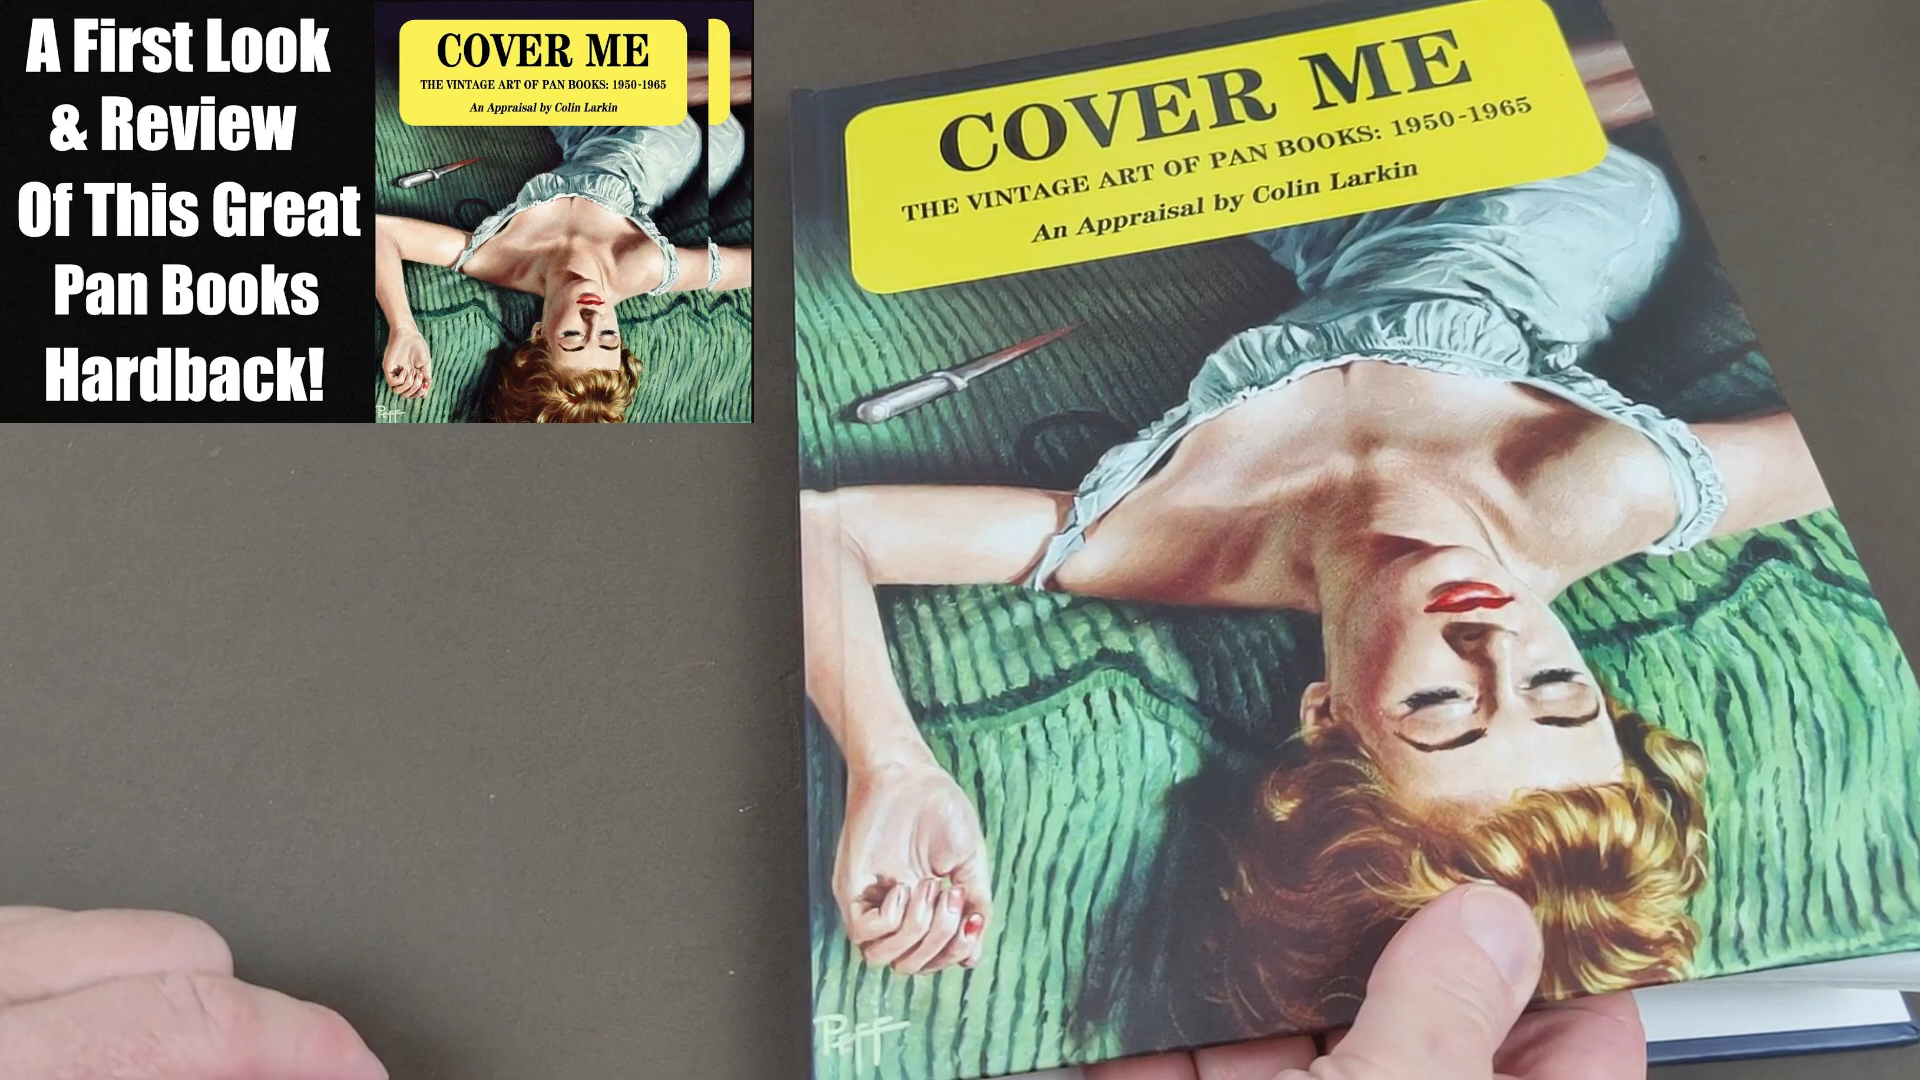 A First Look
& Review
Of This Great
Pan Books
Hardback!
COVER ME
THE VINTAGE ART OF PAN BOOKS: 1950-1965
An Appraisal by Colin Larkin
Peff
COVER ME
THE VINTAGE ART OF PAN BOOKS: 1950-1965
An Appraisal by Colin Larkin
Peff